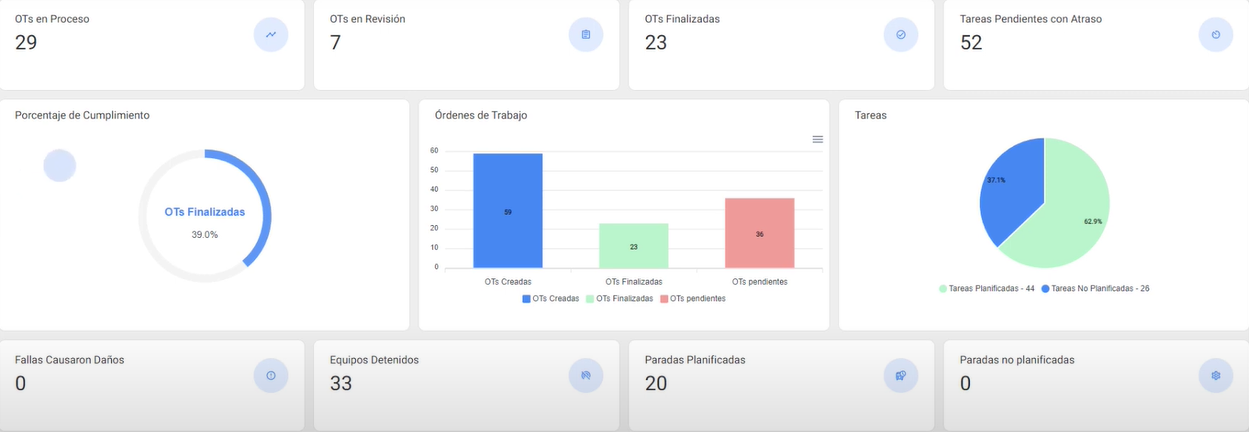 OTs en Proceso
29
OTs en Revisión
7
OTs Finalizadas
23
Tareas Pendientes con Atraso
52
Porcentaje de Cumplimiento
OTs Finalizadas
39.0%
Órdenes de Trabajo
60
50
40
30
20
10
0
59
23
36
OTs Creadas
OTs Finalizadas
OTs pendientes
OTs Creadas OTs Finalizadas OTs pendientes
Tareas
37.1%
62.9%
Tareas Planificadas - 44 Tareas No Planificadas - 26
Fallas Causaron Daños
0
Equipos Detenidos
33
Paradas Planificadas
20
Paradas no planificadas
0